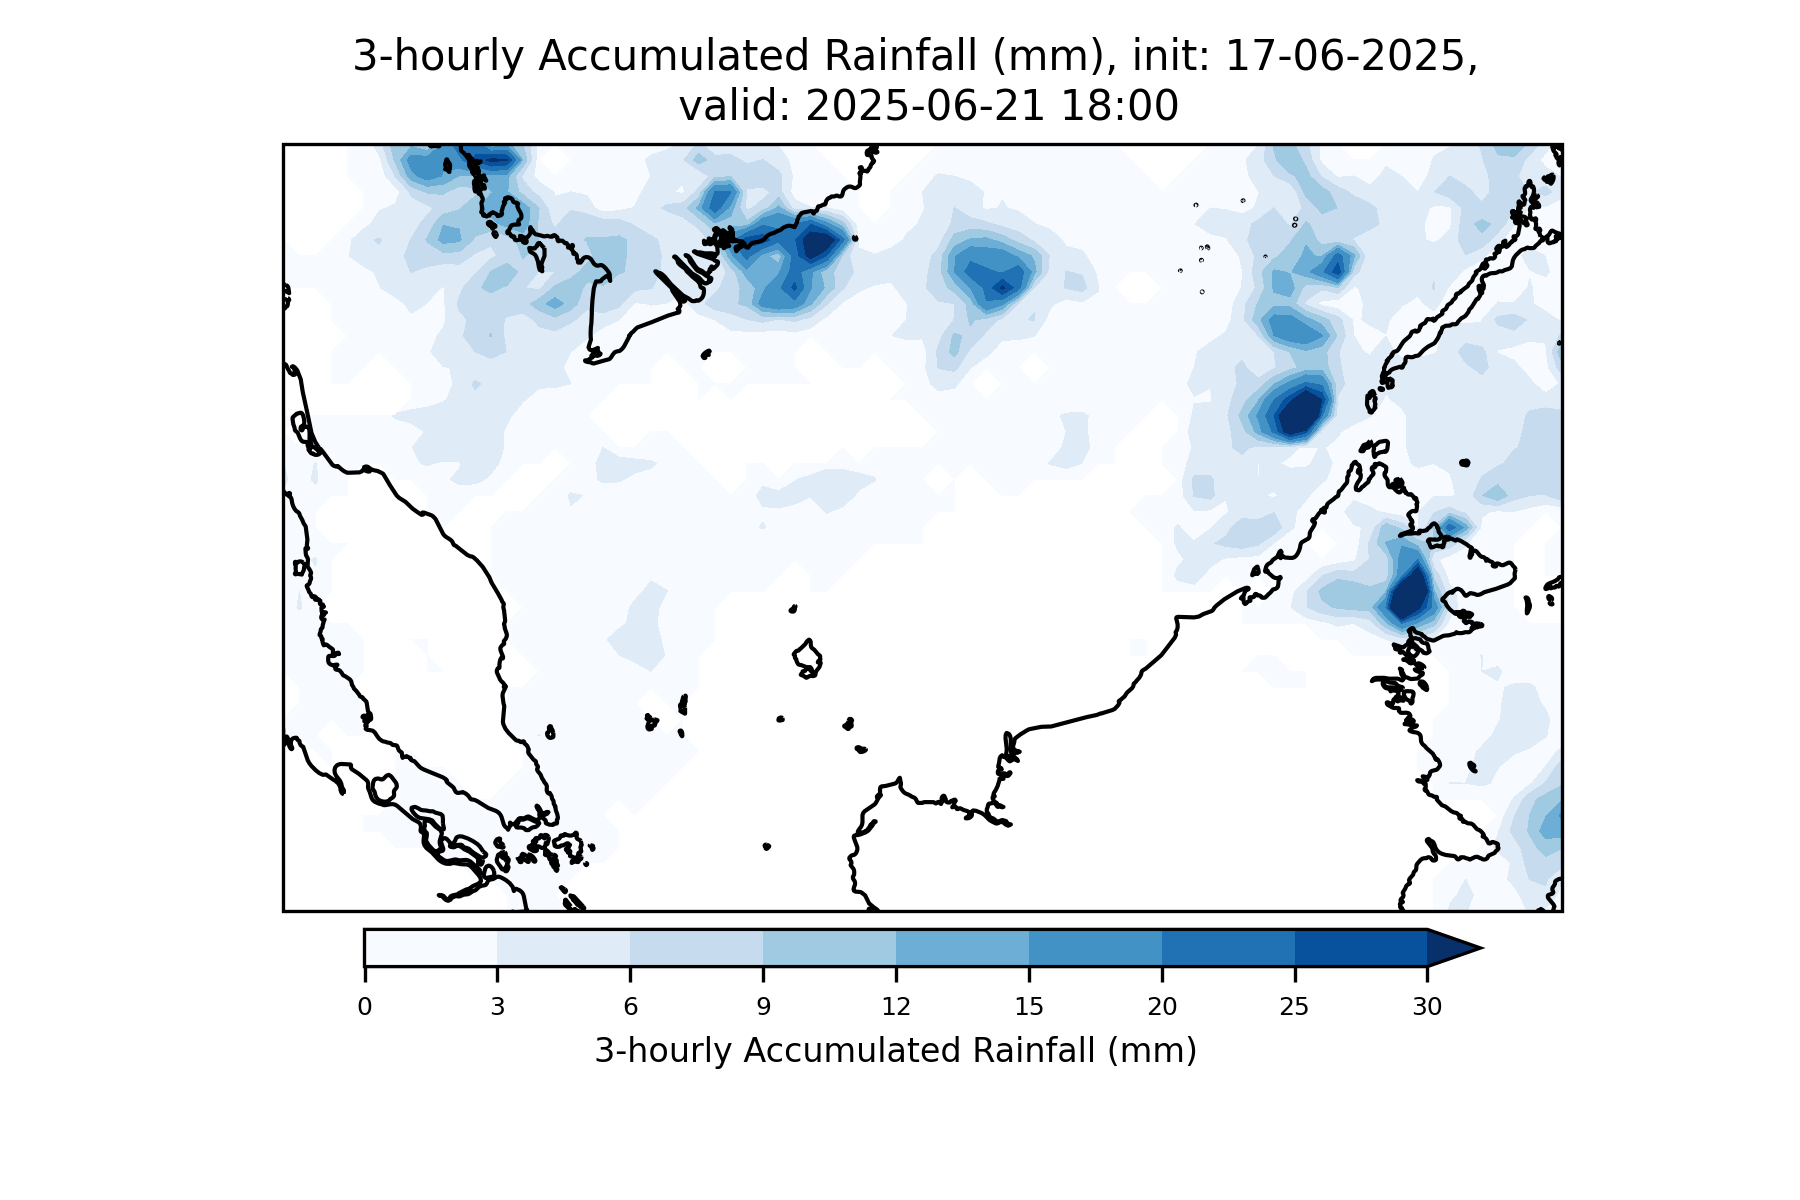 3-hourly Accumulated Rainfall (mm), init: 17-06-2025,
valid: 2025-06-21 18:00
0 3 6 9 12 15 20 25 30
3-hourly Accumulated Rainfall (mm)